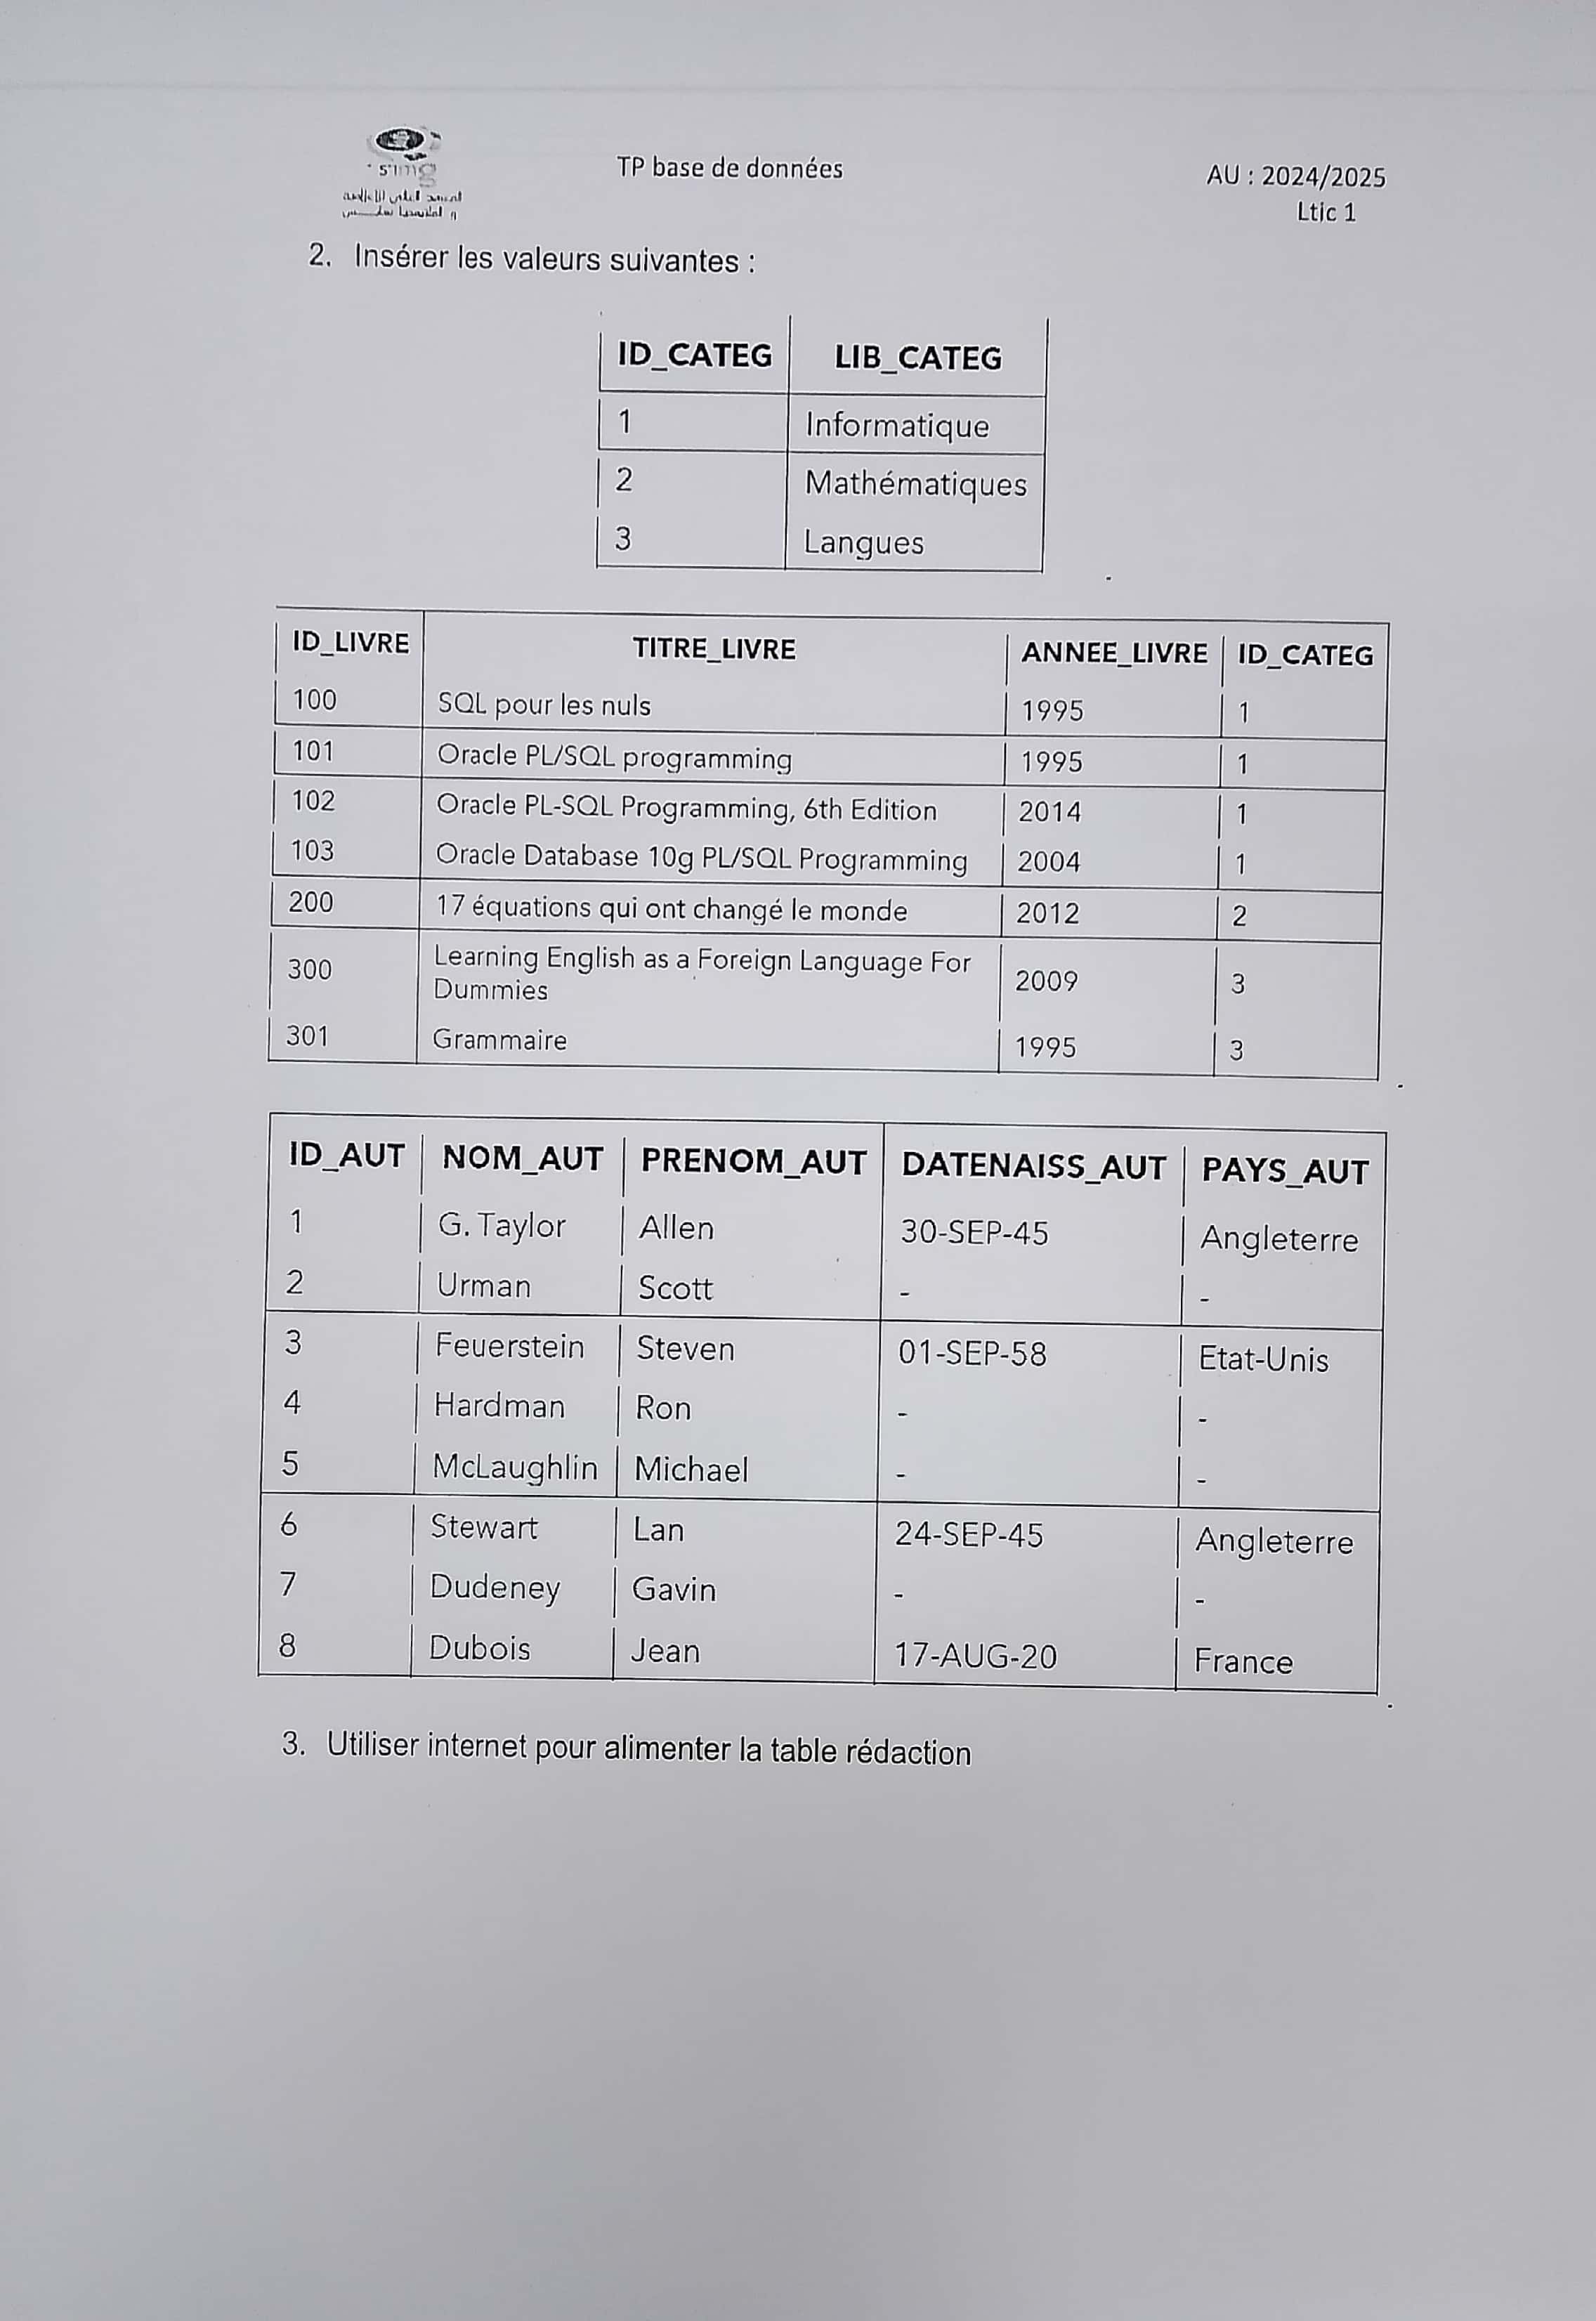 TP base de données
AU : 2024/2025
Ltic 1
2. Insérer les valeurs suivantes :
ID_CATEG LIB_CATEG
1 Informatique
2 Mathématiques
3 Langues
ID_LIVRE TITRE_LIVRE ANNEE_LIVRE ID_CATEG
100 SQL pour les nuls 1995 1
101 Oracle PL/SQL programming 1995 1
102 Oracle PL-SQL Programming, 6th Edition 2014 1
103 Oracle Database 10g PL/SQL Programming 2004 1
200 17 équations qui ont changé le monde 2012 2
300 Learning English as a Foreign Language For 2009 3
Dummies
301 Grammaire 1995 3
ID_AUT NOM_AUT PRENOM_AUT DATENAISS_AUT PAYS_AUT
1 G. Taylor Allen 30-SEP-45 Angleterre
2 Urman Scott - -
3 Feuerstein Steven 01-SEP-58 Etat-Unis
4 Hardman Ron - -
5 McLaughlin Michael - -
6 Stewart Lan 24-SEP-45 Angleterre
7 Dudeney Gavin - -
8 Dubois Jean 17-AUG-20 France
3. Utiliser internet pour alimenter la table rédaction